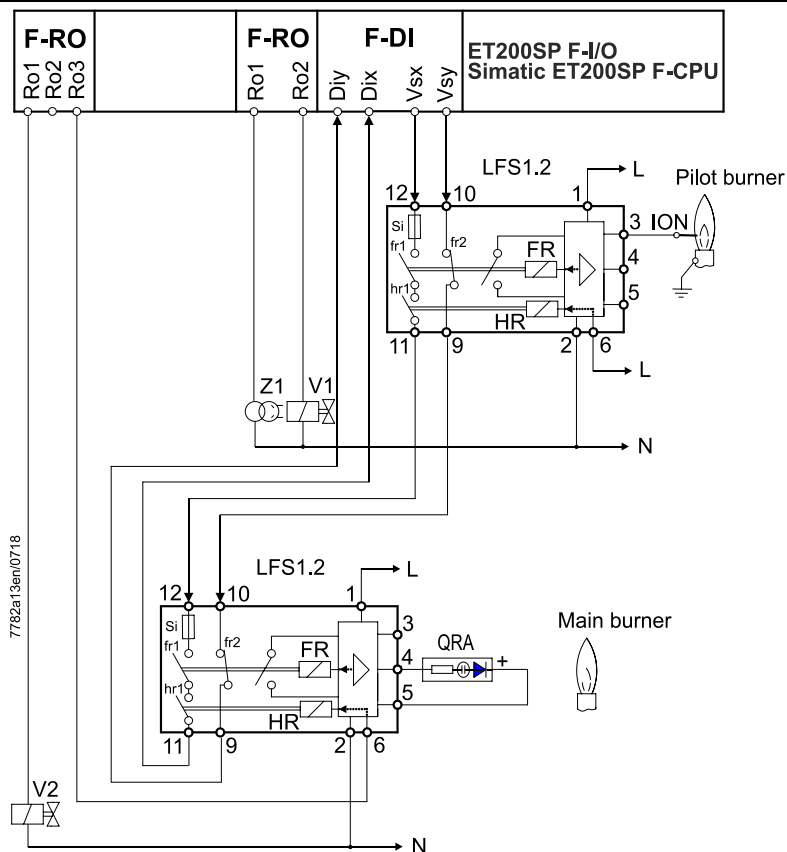 F-RO F-RO F-DI ET200SP F-I/O
Simatic ET200SP F-CPU
Ro1 Ro2 Ro3 Ro1 Ro2 Diy Dix Vsx Vsy
LFS1.2
L
Pilot burner
12 10 1
3 ION
Si
fr1 fr2 FR 4
hr1 5
HR
11 9 2 6
L
Z1 V1
N
LFS1.2
L
12 10 1
Main burner
3
Si QRA
fr1 fr2 FR 4 +
hr1 5
HR
11 9 2 6
V2
N
7782a13en/0718